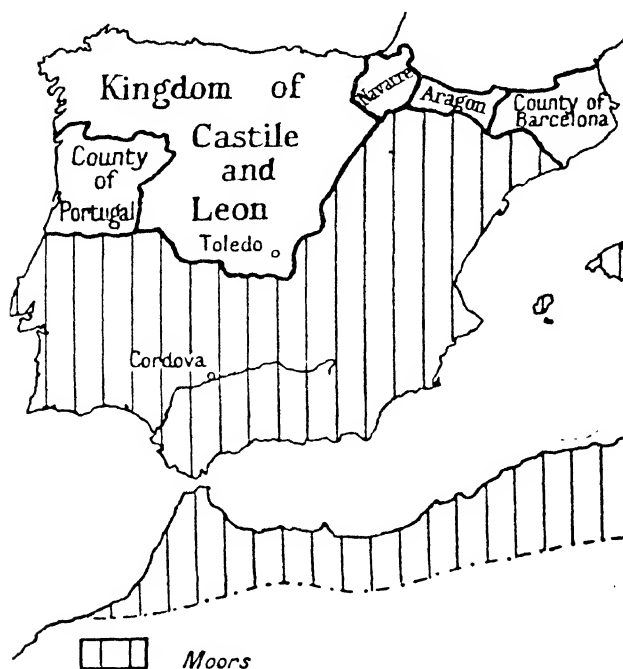 Kingdom of
Castile
and
Leon
Toledo
County
of
Portugal
Navarre
Aragon
County of
Barcelona
Cordova
Moors